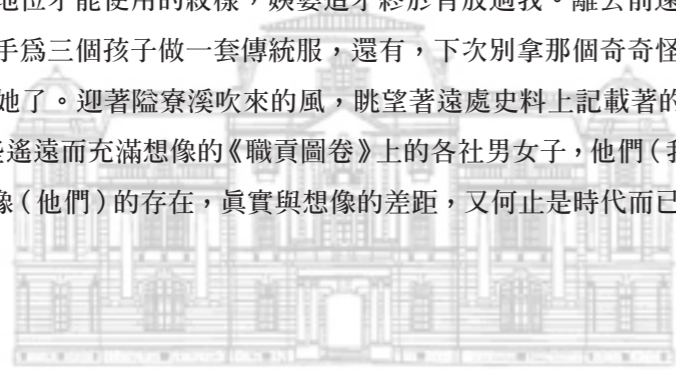 地位才能使用的紋樣，姨婆這才終於肯放過我。離去前
手爲三個孩子做一套傳統服，還有，下次別拿那個奇奇怪
她了。迎著隘寮溪吹來的風，眺望著遠處史料上記載著的
遙遠而充滿想像的《職貢圖卷》上的各社男女子，他們（
像（他們）的存在，眞實與想像的差距，又何止是時代而已